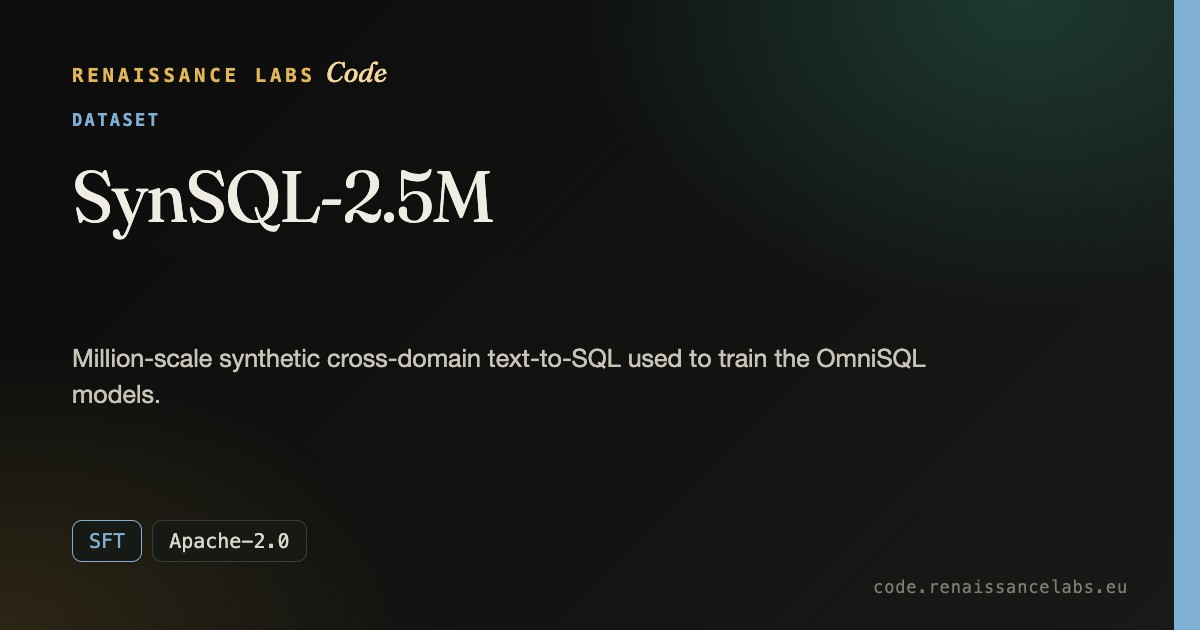 RENAISSANCE LABS Code
DATASET
SynSQL-2.5M
Million-scale synthetic cross-domain text-to-SQL used to train the OmniSQL
models.
SFT Apache-2.0
code.renaissancelabs.eu